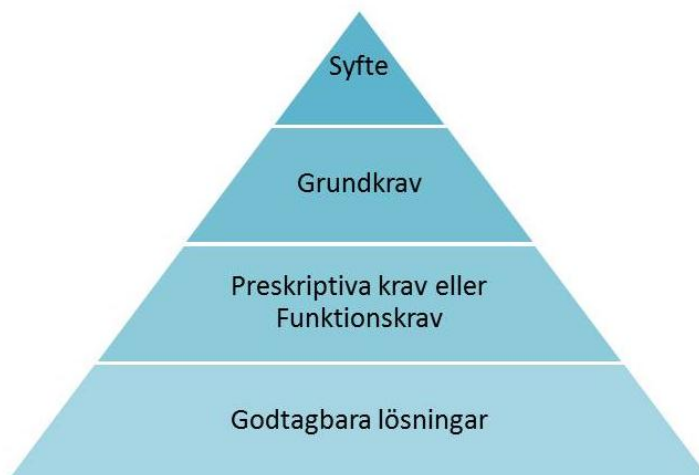 Syfte
Grundkrav
Preskriptiva krav eller
Funktionskrav
Godtagbara lösningar